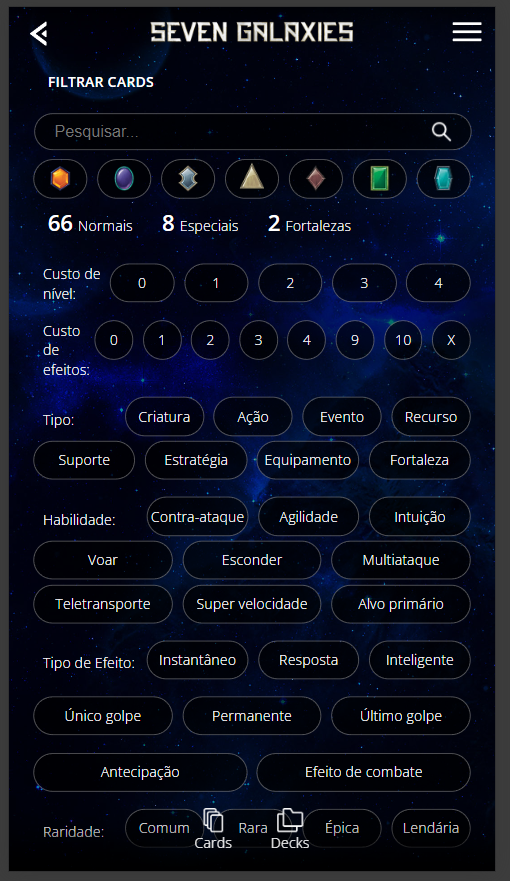 SEVEN GALAXIES
FILTRAR CARDS
Pesquisar...
66 Normais 8 Especiais 2 Fortalezas
Custo de
nível:
0 1 2 3 4
Custo
de
efeitos:
0 1 2 3 4 9 10 X
Tipo: Criatura Ação Evento Recurso
Suporte Estratégia Equipamento Fortaleza
Habilidade: Contra-ataque Agilidade Intuição
Voar Esconder Multiataque
Teletransporte Super velocidade Alvo primário
Tipo de Efeito: Instantâneo Resposta Inteligente
Único golpe Permanente Último golpe
Antecipação Efeito de combate
Raridade: Comum Rara Épica Lendária
Cards Decks